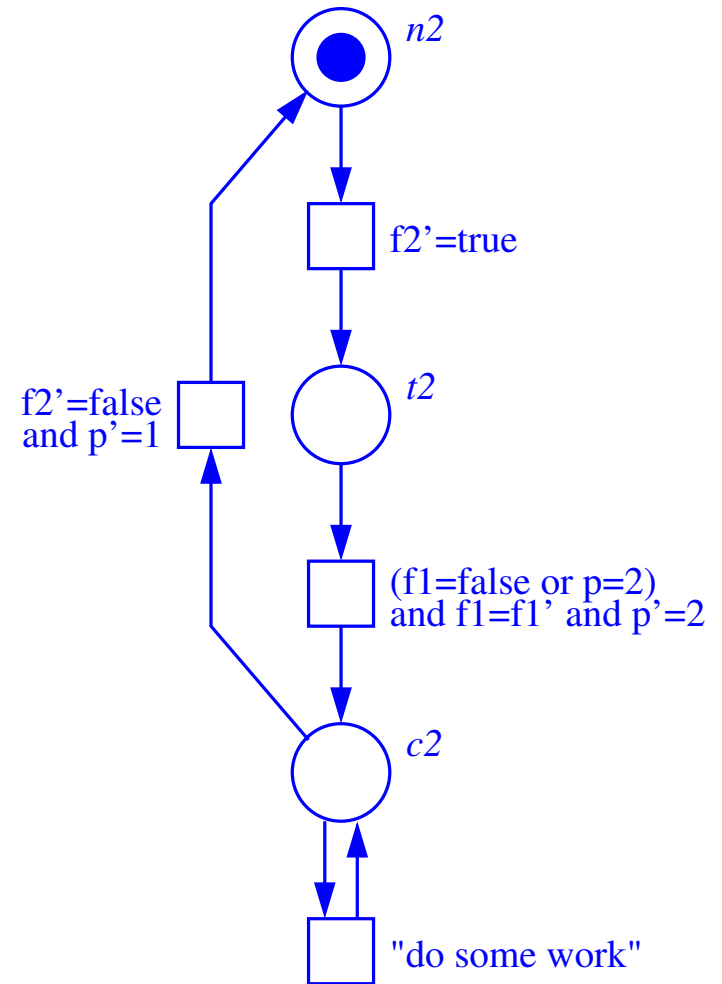 n2
f2’=true
t2
f2’=false
and p’=1
(f1=false or p=2)
and f1=f1’ and p’=2
c2
"do some work"